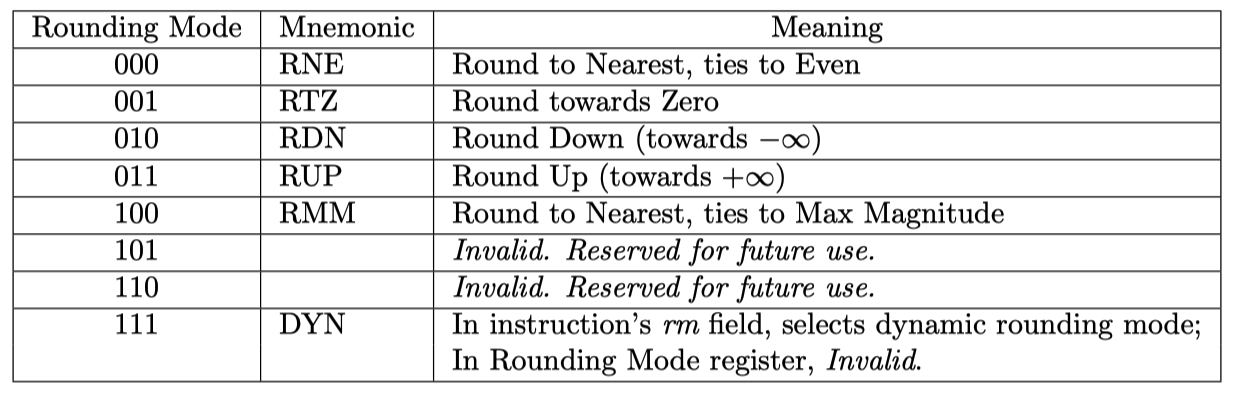 Rounding Mode Mnemonic Meaning
000 RNE Round to Nearest, ties to Even
001 RTZ Round towards Zero
010 RDN Round Down (towards −∞)
011 RUP Round Up (towards +∞)
100 RMM Round to Nearest, ties to Max Magnitude
101 Invalid. Reserved for future use.
110 Invalid. Reserved for future use.
111 DYN In instruction’s rm field, selects dynamic rounding mode;
In Rounding Mode register, Invalid.